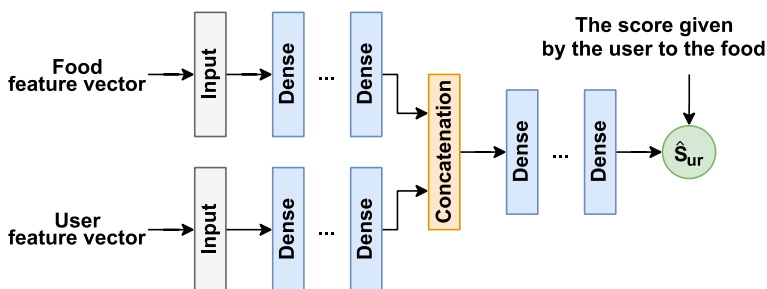 The score given
by the user to the food
Food
feature vector
Input
Dense
...
Dense
Concatenation
Dense
...
Dense
Ŝur
User
feature vector
Input
Dense
...
Dense